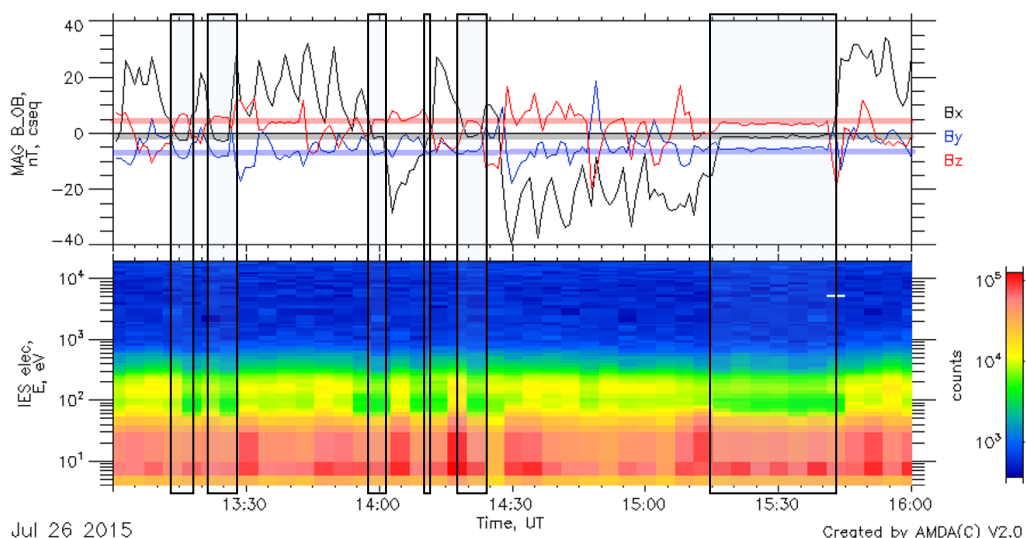 40
20
0
−20
−40
MAG B_OB,
nT, cseq
Bx
By
Bz
10⁴
10³
10²
10¹
IES elec,
E, eV
10⁵
10⁴
10³
counts
13:30
14:00
14:30
15:00
15:30
16:00
Time, UT
Jul 26 2015
Created by AMDA(C) V2.0